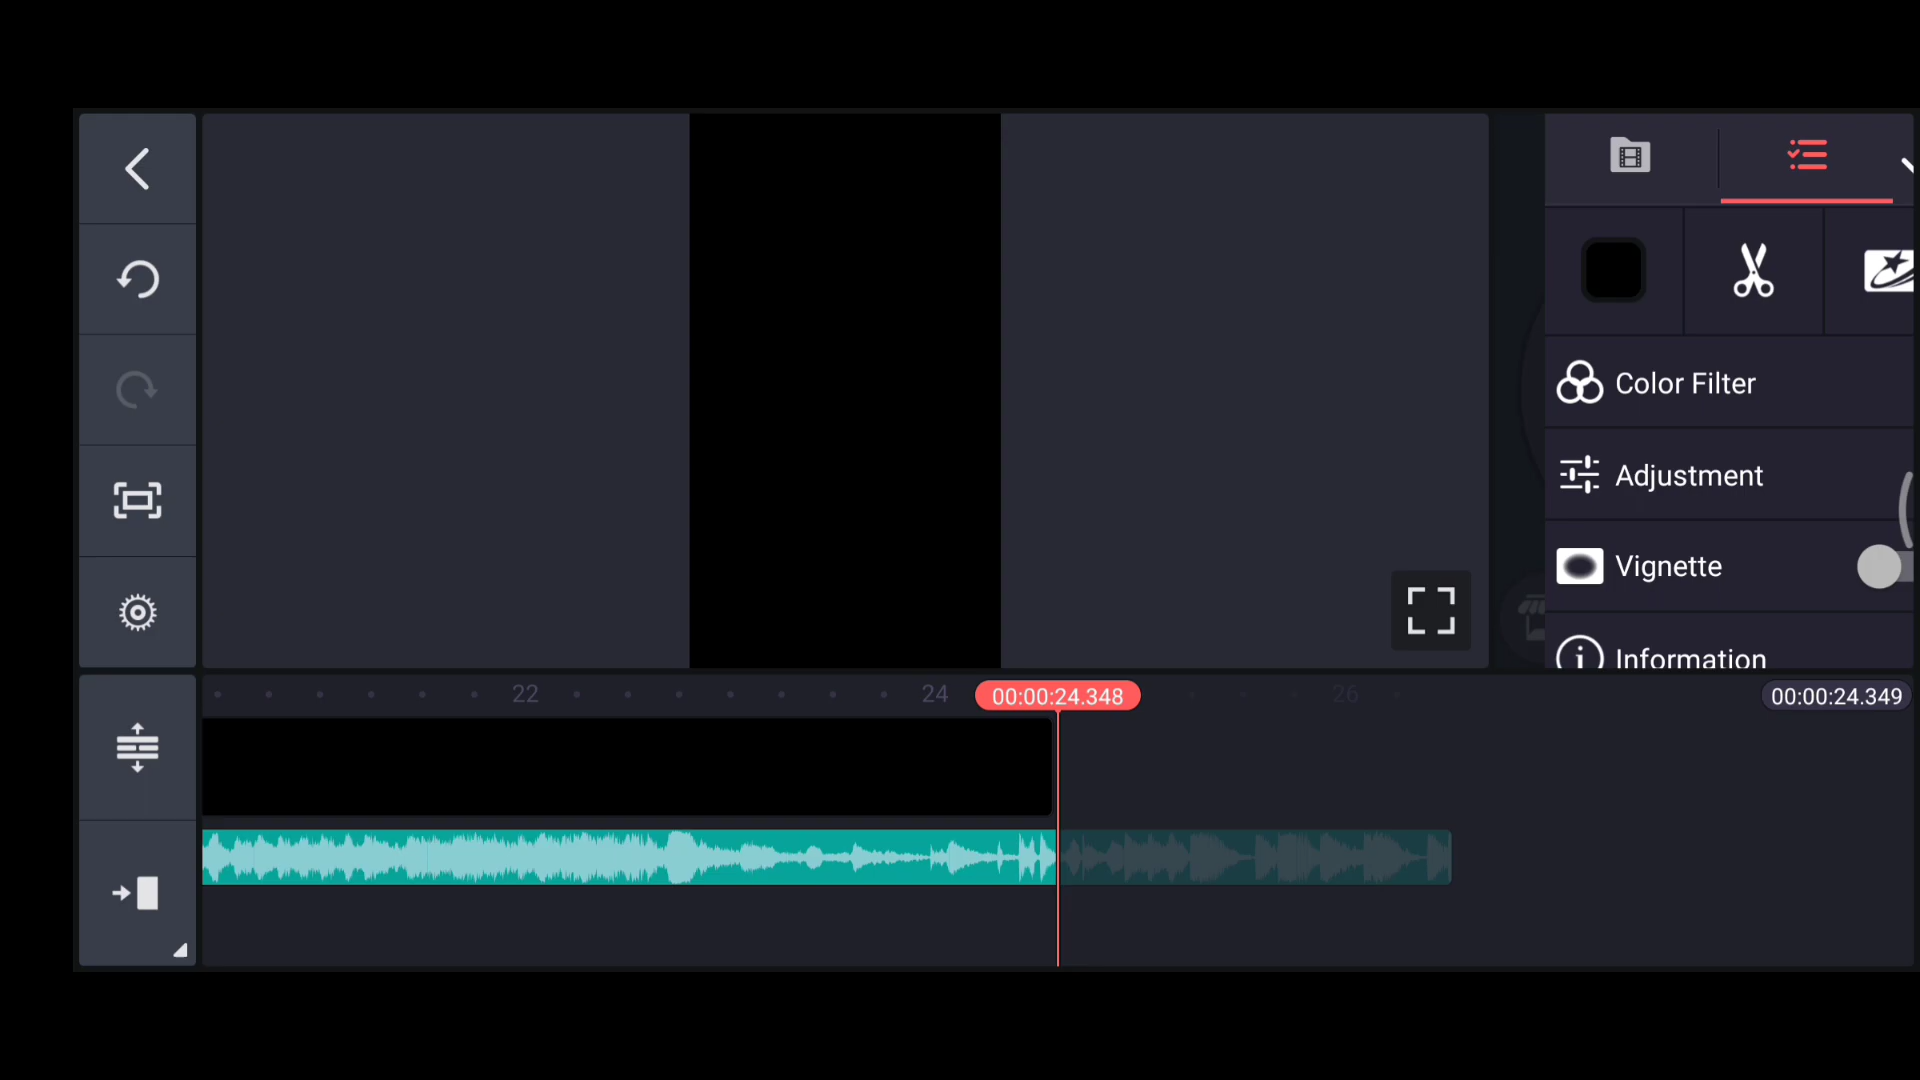 Color Filter
Adjustment
Vignette
Information
22
24
00:00:24.348
26
00:00:24.349